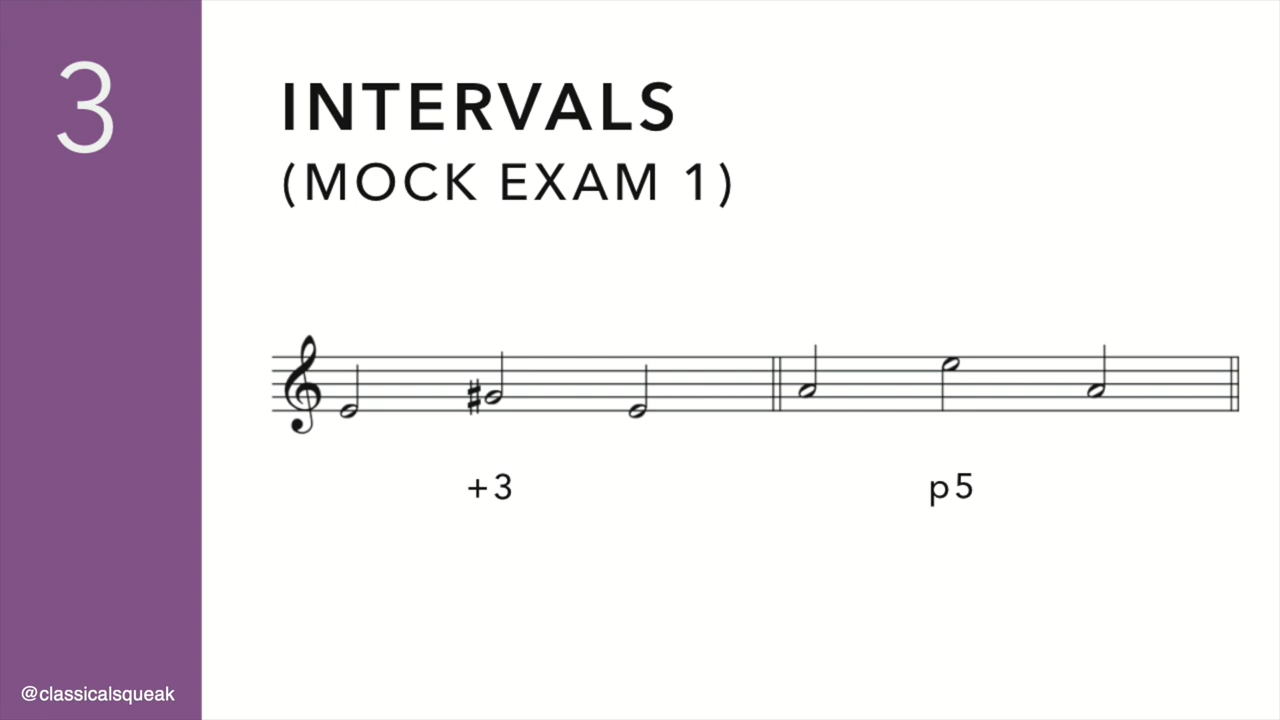 3
INTERVALS
(MOCK EXAM 1)
+3
p5
@classicalsqueak